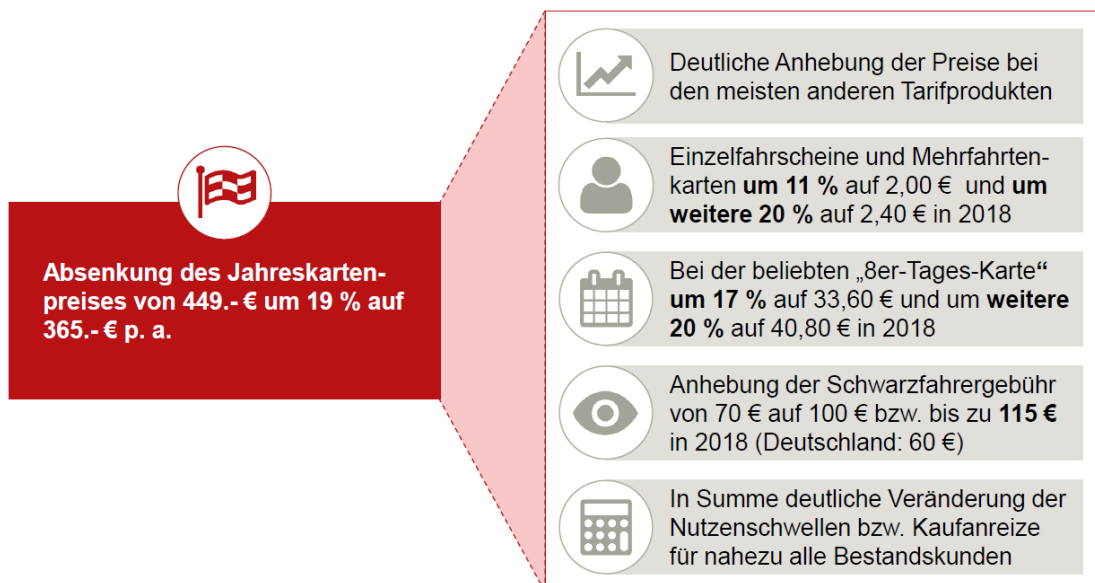 Absenkung des Jahreskarten-
preises von 449.- € um 19 % auf
365.- € p. a.
Deutliche Anhebung der Preise bei
den meisten anderen Tarifprodukten
Einzelfahrscheine und Mehrfahrten-
karten um 11 % auf 2,00 € und um
weitere 20 % auf 2,40 € in 2018
Bei der beliebten „8er-Tages-Karte“
um 17 % auf 33,60 € und um weitere
20 % auf 40,80 € in 2018
Anhebung der Schwarzfahrergebühr
von 70 € auf 100 € bzw. bis zu 115 €
in 2018 (Deutschland: 60 €)
In Summe deutliche Veränderung der
Nutzenschwellen bzw. Kaufanreize
für nahezu alle Bestandskunden